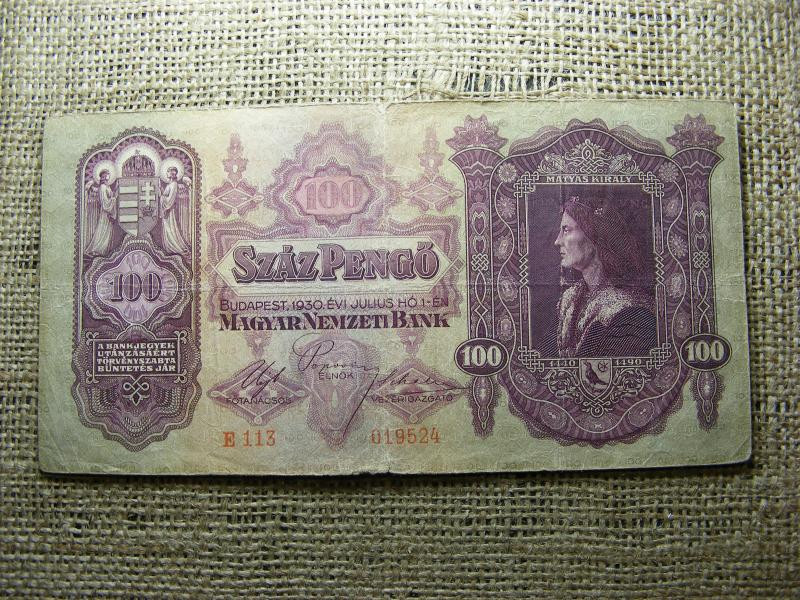 100
A BANKJEGYEK
UTÁNZÁSAÉRT
TÖRVÉNYSZABTA
BÜNTETÉS JÁR
100
SZÁZ PENGŐ
BUDAPEST, 1930. ÉVI JULIUS HÓ 1-ÉN
MAGYAR NEMZETI BANK
ELNÖK
FŐTANÁCSOS
VEZÉRIGAZGATÓ
E 113
019524
MÁTYÁS KIRÁLY
1440 1490
100
100